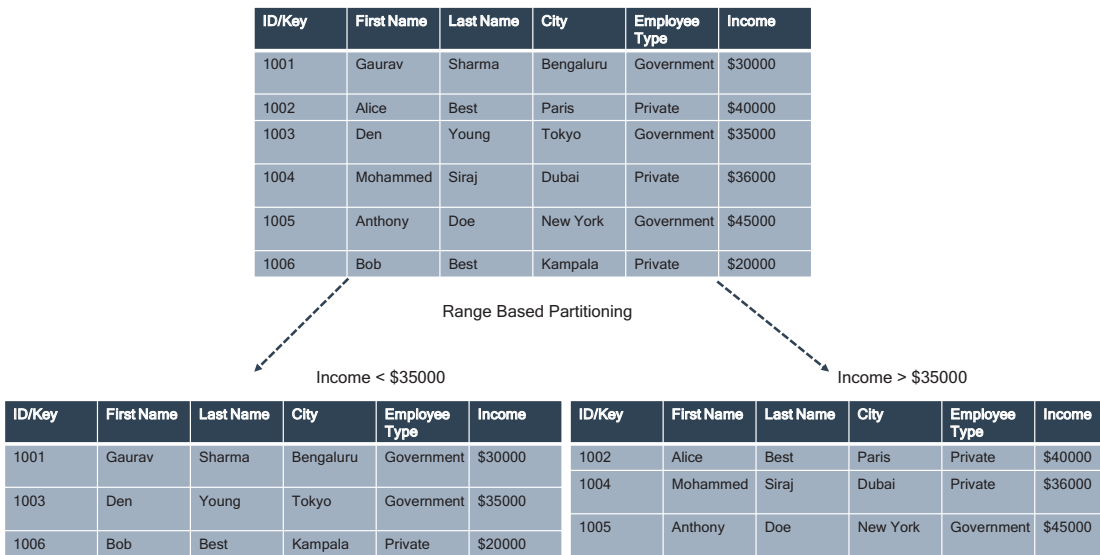 ID/Key First Name Last Name City Employee Type Income
1001 Gaurav Sharma Bengaluru Government $30000
1002 Alice Best Paris Private $40000
1003 Den Young Tokyo Government $35000
1004 Mohammed Siraj Dubai Private $36000
1005 Anthony Doe New York Government $45000
1006 Bob Best Kampala Private $20000
Range Based Partitioning
Income < $35000
ID/Key First Name Last Name City Employee Type Income
1001 Gaurav Sharma Bengaluru Government $30000
1003 Den Young Tokyo Government $35000
1006 Bob Best Kampala Private $20000
Income > $35000
ID/Key First Name Last Name City Employee Type Income
1002 Alice Best Paris Private $40000
1004 Mohammed Siraj Dubai Private $36000
1005 Anthony Doe New York Government $45000